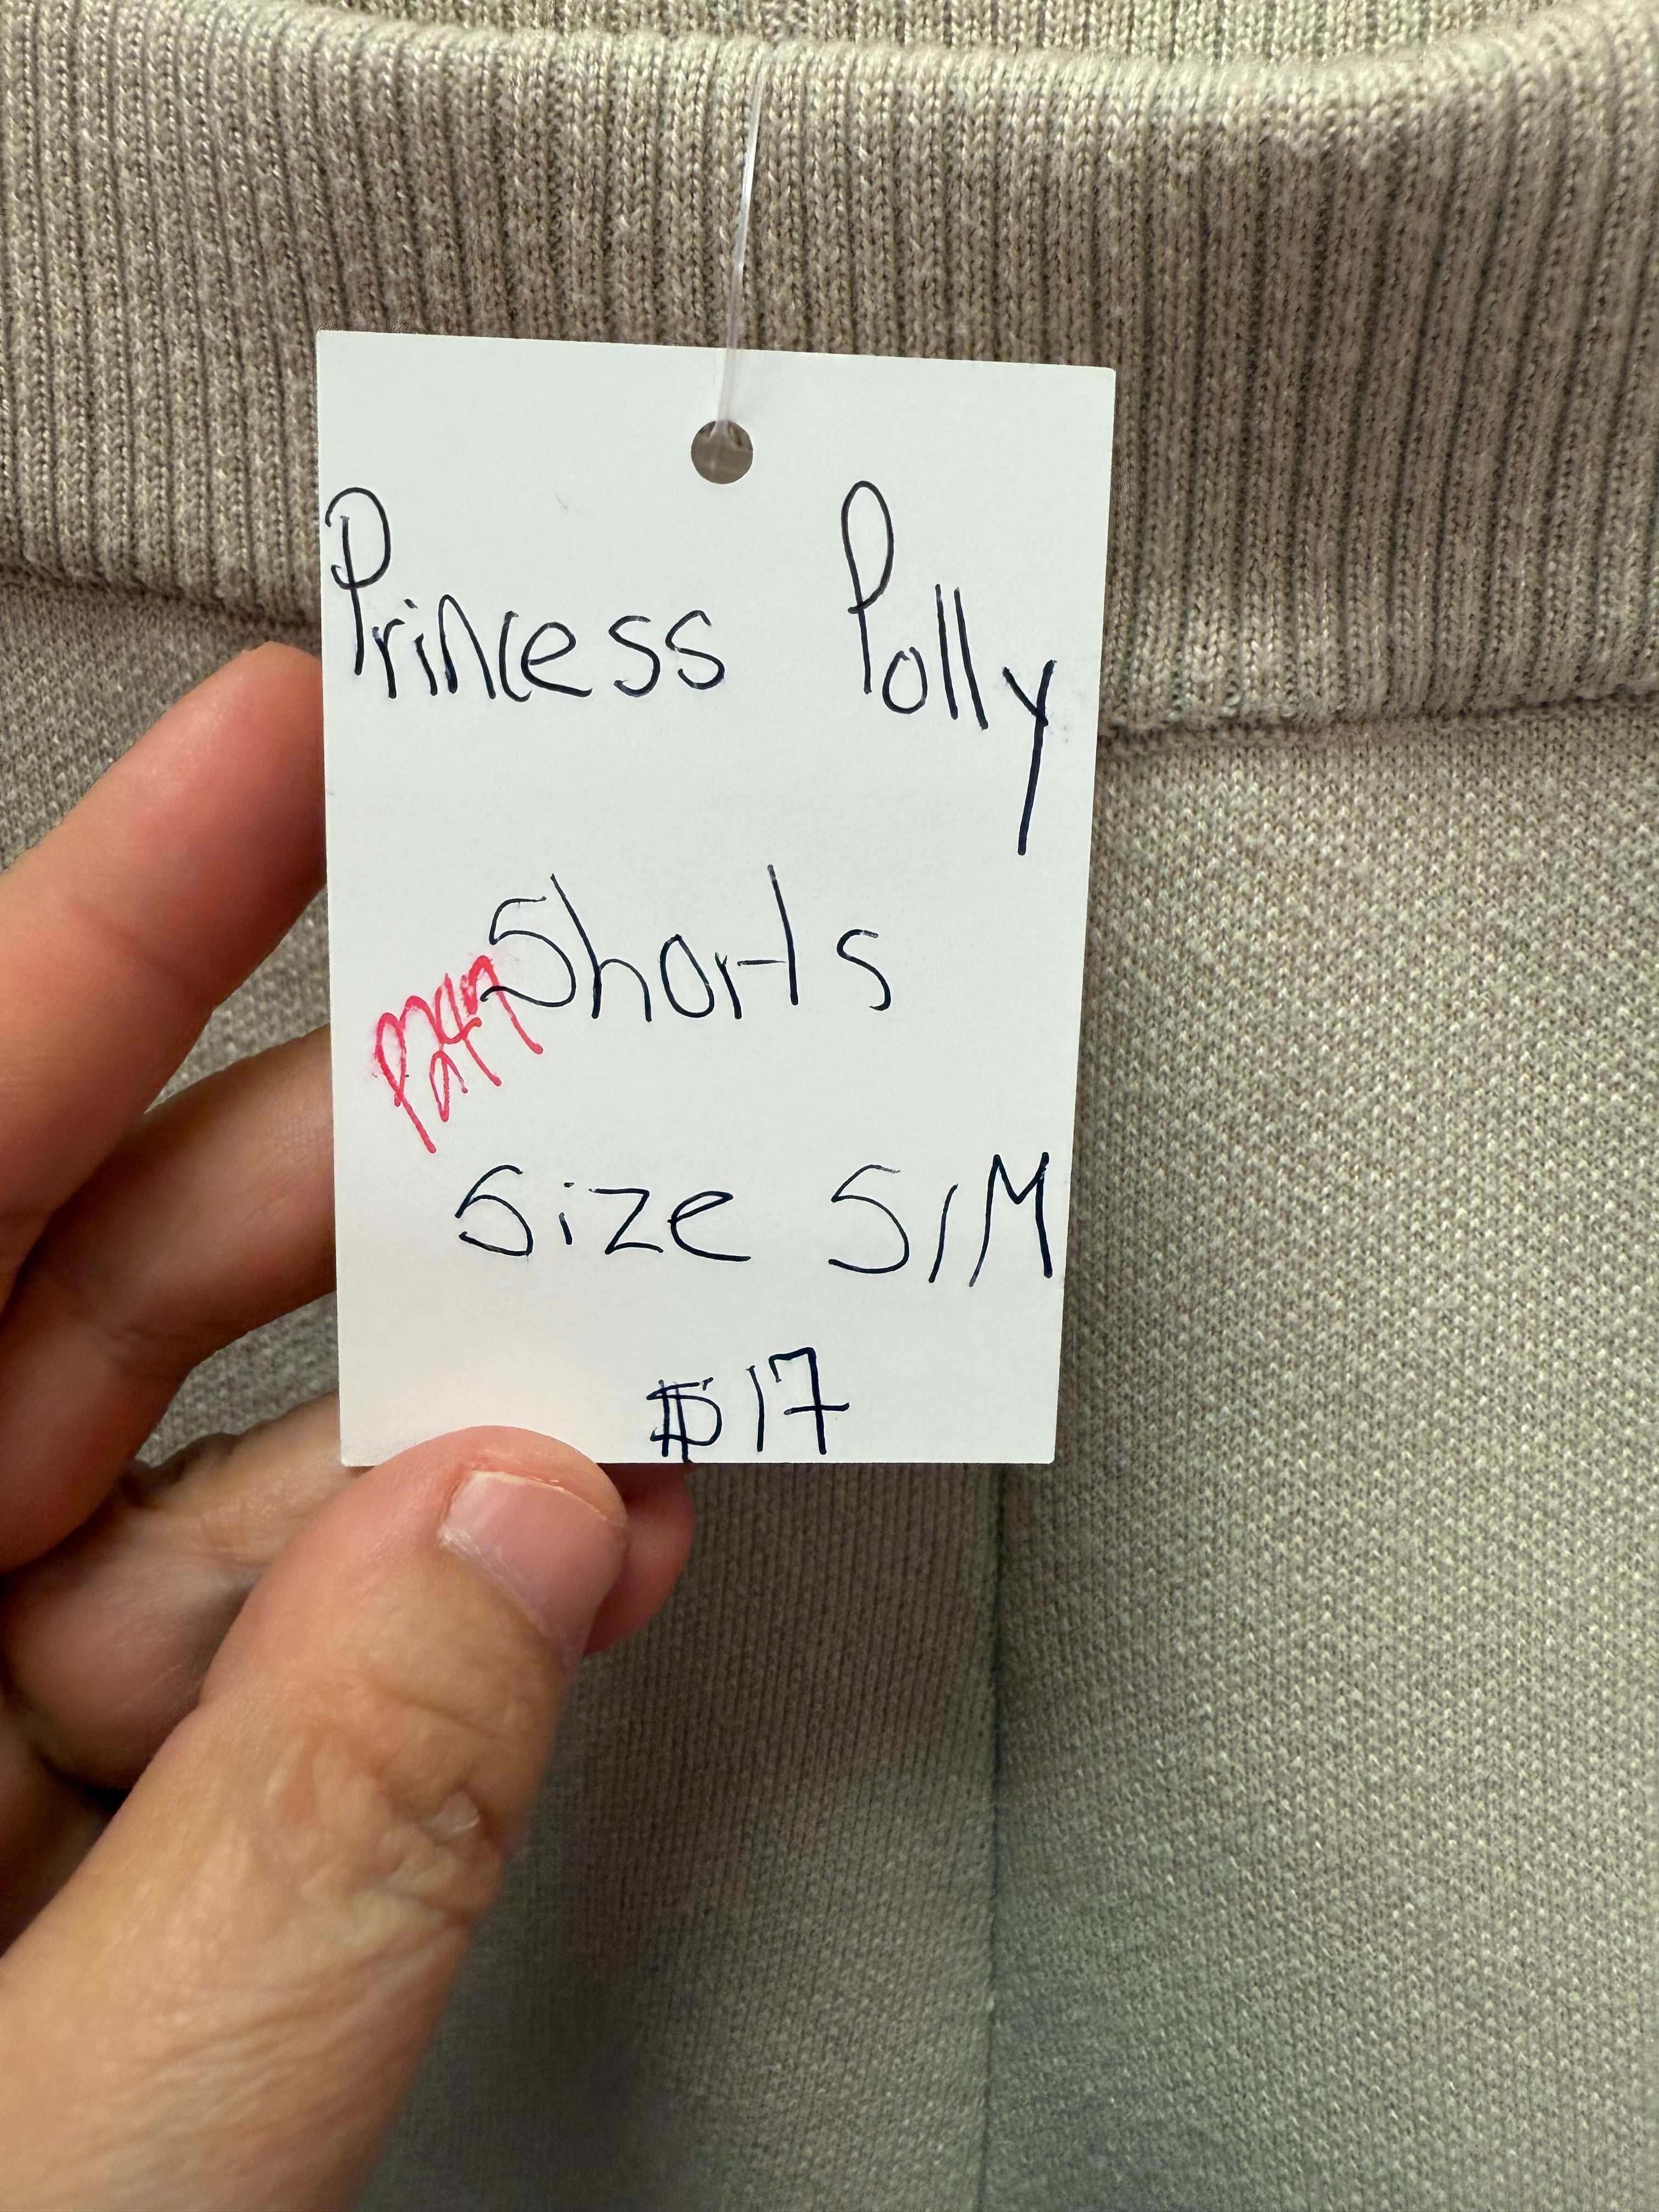 Princess Polly
Shorts
Size S/M
$17